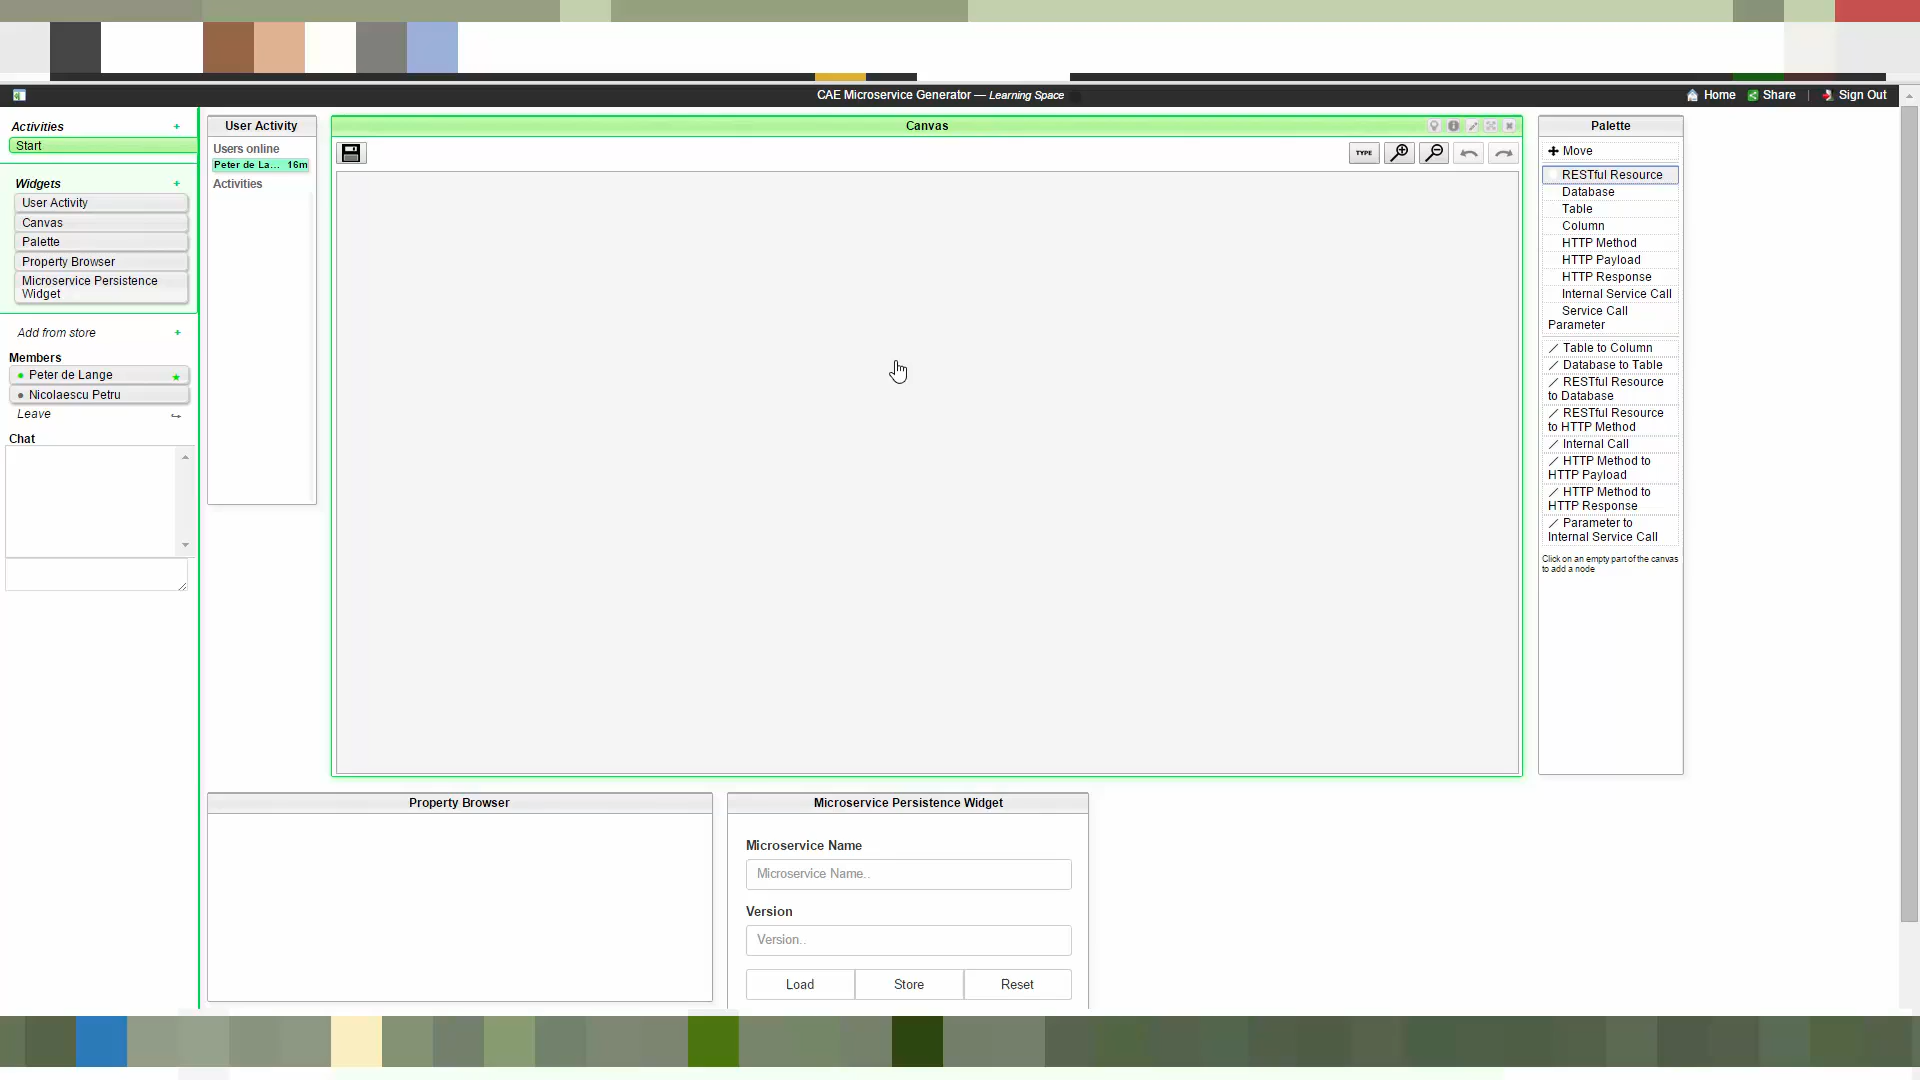 CAE Microservice Generator — Learning Space
Home
Share
Sign Out
Activities
Start
Widgets
User Activity
Canvas
Palette
Property Browser
Microservice Persistence
Widget
Add from store
Members
Peter de Lange
Nicolaescu Petru
Leave
Chat
User Activity
Users online
Peter de La... 16m
Activities
Canvas
TYPE
Palette
Move
RESTful Resource
Database
Table
Column
HTTP Method
HTTP Payload
HTTP Response
Internal Service Call
Service Call
Parameter
Table to Column
Database to Table
RESTful Resource
to Database
RESTful Resource
to HTTP Method
Internal Call
HTTP Method to
HTTP Payload
HTTP Method to
HTTP Response
Parameter to
Internal Service Call
Click on an empty part of the canvas
to add a node
Property Browser
Microservice Persistence Widget
Microservice Name
Microservice Name..
Version
Version..
Load
Store
Reset